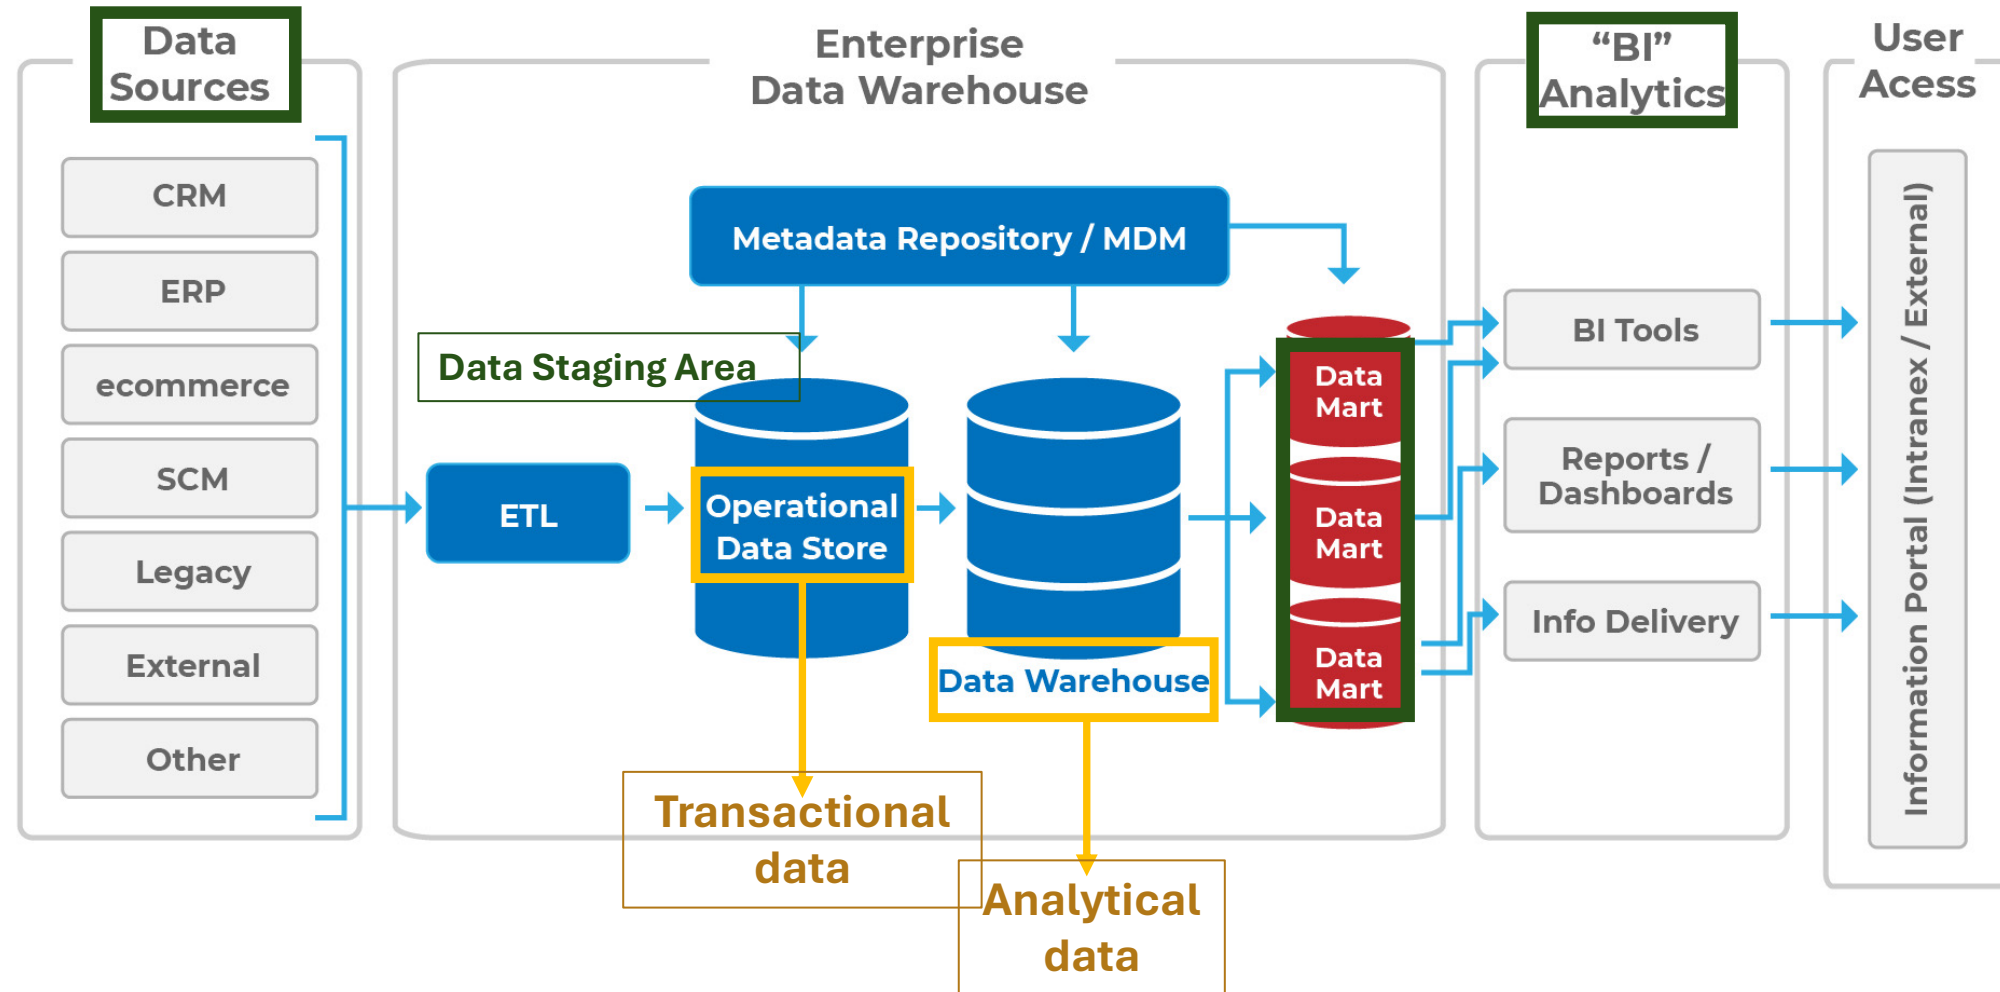 Data
Sources
CRM
ERP
ecommerce
SCM
Legacy
External
Other
Enterprise
Data Warehouse
Metadada Repository / MDM
Data Staging Area
ETL
Operational
Data Store
Data Warehouse
Transactional
data
Analytical
data
Data
Mart
Data
Mart
Data
Mart
“BI”
Analytics
BI Tools
Reports /
Dashboards
Info Delivery
User
Acess
Information Portal (Intranex / External)